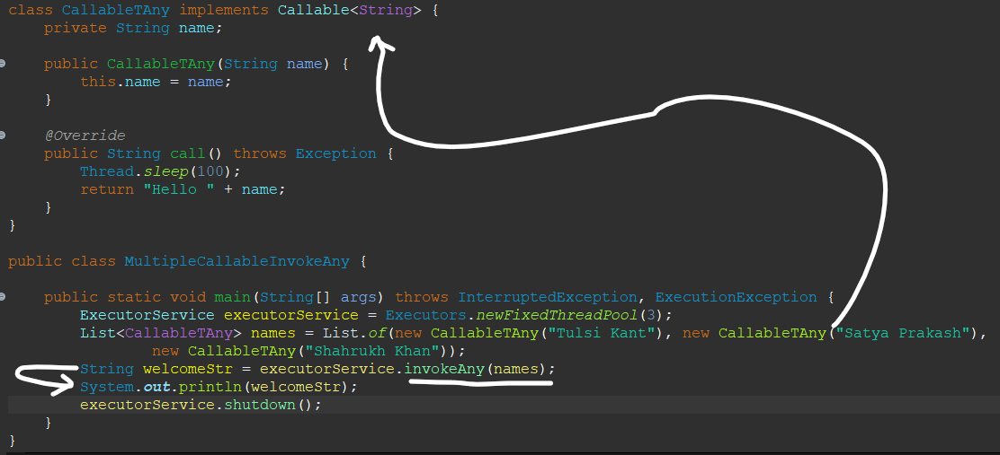 class CallableTAny implements Callable<String> {
    private String name;

    public CallableTAny(String name) {
        this.name = name;
    }

    @Override
    public String call() throws Exception {
        Thread.sleep(100);
        return "Hello " + name;
    }
}

public class MultipleCallableInvokeAny {

    public static void main(String[] args) throws InterruptedException, ExecutionException {
        ExecutorService executorService = Executors.newFixedThreadPool(3);
        List<CallableTAny> names = List.of(new CallableTAny("Tulsi Kant"), new CallableTAny("Satya Prakash"),
                new CallableTAny("Shahrukh Khan"));
        String welcomeStr = executorService.invokeAny(names);
        System.out.println(welcomeStr);
        executorService.shutdown();
    }
}